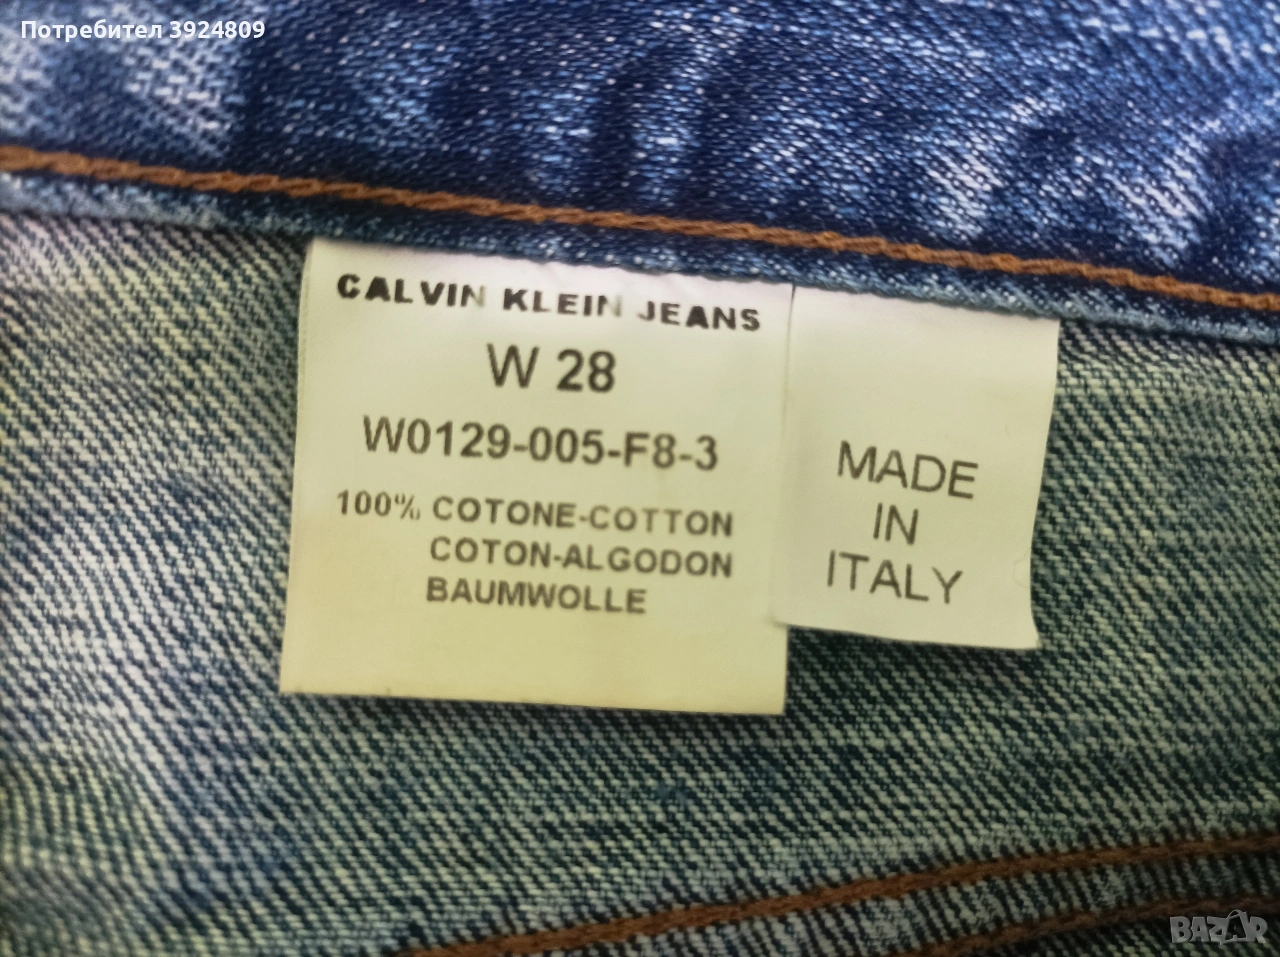 Потребител 3924809
CALVIN KLEIN JEANS
W 28
W0129-005-F8-3
100% COTONE-COTTON
COTON-ALGODON
BAUMWOLLE
MADE
IN
ITALY
BAZAR